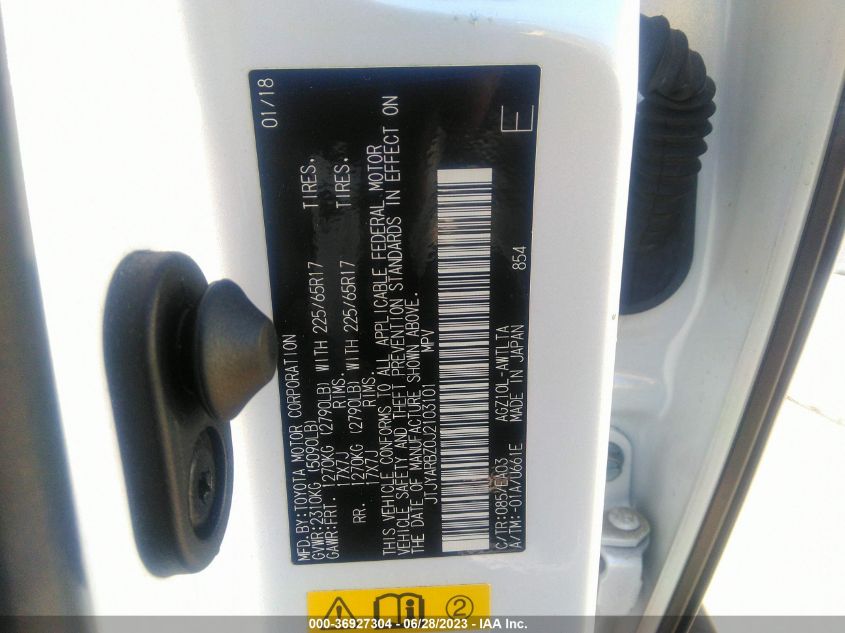 MFD.BY:TOYOTA MOTOR CORPORATION 01/18
GVWR:2310KG (5090LB)
GAWR:FRT. 1270KG (2790LB) WITH 225/65R17 TIRES.
17X7J RIMS.
RR. 1270KG (2790LB) WITH 225/65R17 TIRES.
17X7J RIMS.
THIS VEHICLE CONFORMS TO ALL APPLICABLE FEDERAL MOTOR
VEHICLE SAFETY AND THEFT PREVENTION STANDARDS IN EFFECT ON
THE DATE OF MANUFACTURE SHOWN ABOVE.
JTJYARBZ0J2103101 MPV
C/TR:085/EA03 AGZ10L-AWTLTA 854 E
A/TM:-01A/U661E MADE IN JAPAN
2
000-36927304 / 06/28/2023 - IAA Inc.